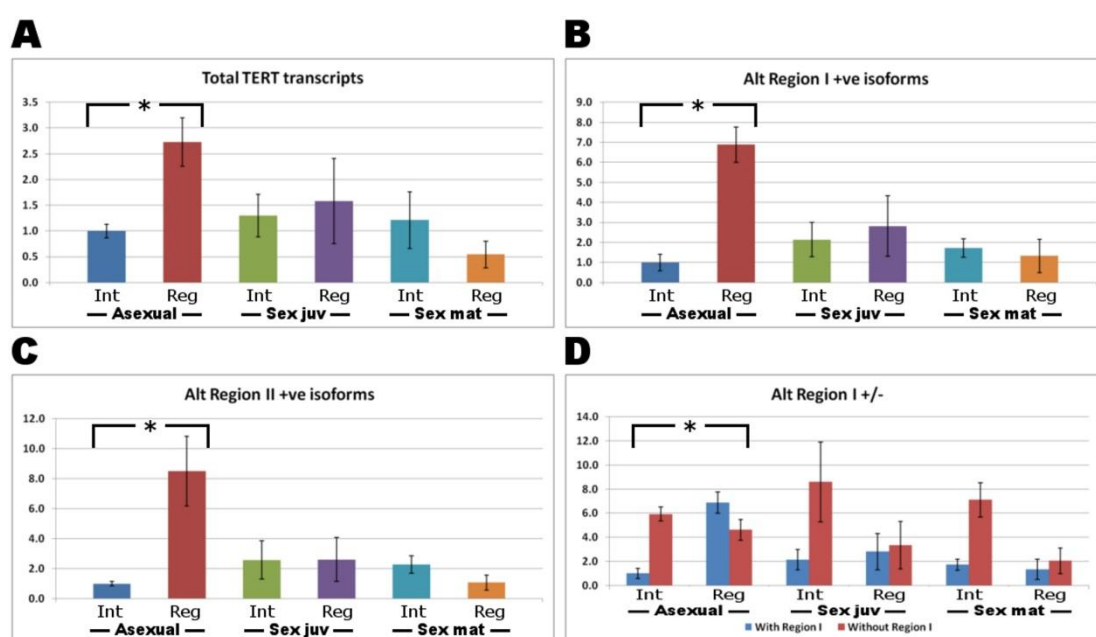 A
Total TERT transcripts
3.5
3.0
2.5
2.0
1.5
1.0
0.5
0.0
*
Int Reg Int Reg Int Reg
Asexual Sex juv Sex mat
B
Alt Region I +ve isoforms
9.0
8.0
7.0
6.0
5.0
4.0
3.0
2.0
1.0
0.0
*
Int Reg Int Reg Int Reg
Asexual Sex juv Sex mat
C
Alt Region II +ve isoforms
12.0
10.0
8.0
6.0
4.0
2.0
0.0
*
Int Reg Int Reg Int Reg
Asexual Sex juv Sex mat
D
Alt Region I +/-
14.0
12.0
10.0
8.0
6.0
4.0
2.0
0.0
*
Int Reg Int Reg Int Reg
Asexual Sex juv Sex mat
With Region I Without Region I